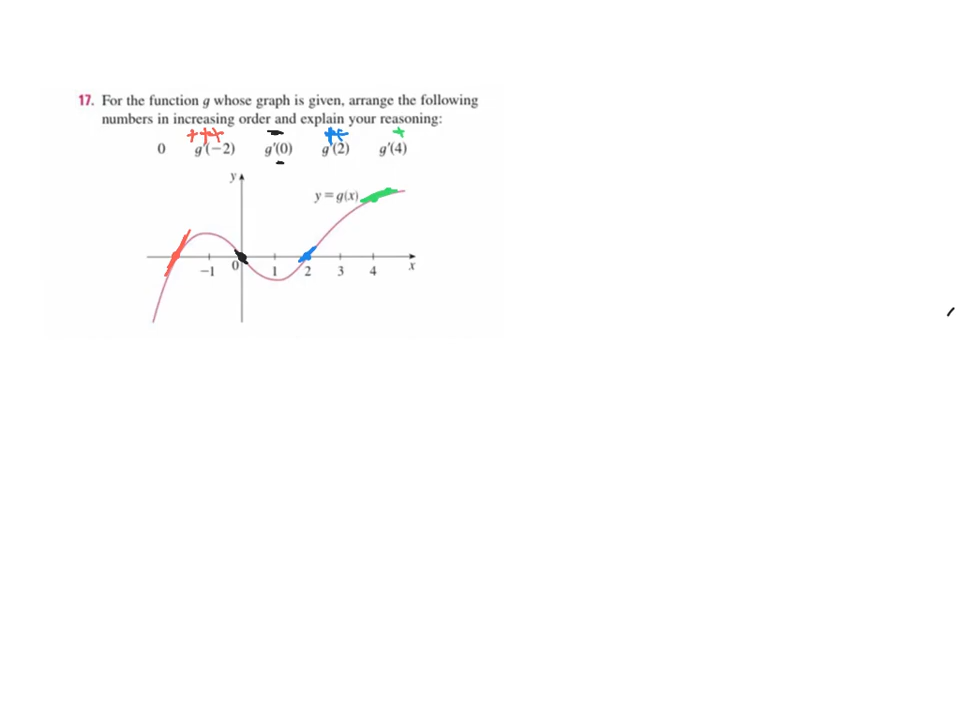 17. For the function g whose graph is given, arrange the following
numbers in increasing order and explain your reasoning:
+++ − ++ +
0 g′(−2) g′(0) g′(2) g′(4)
−
y
y = g(x)
−1 0 1 2 3 4 x